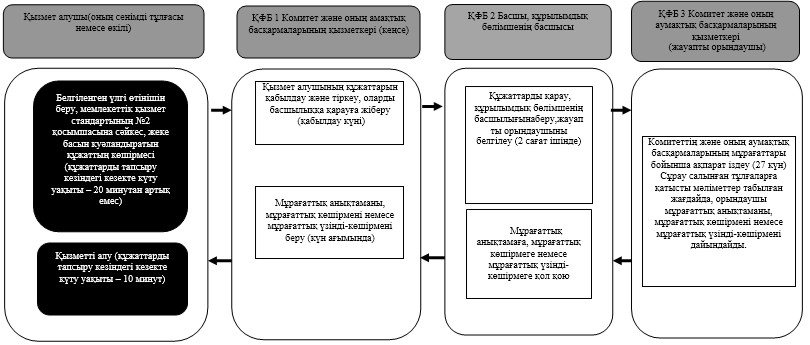 Қызмет алушы(оның сенімді тұлғасы
немесе өкілі)
ҚФБ 1 Комитет және оның амақтық
басқармаларының қызметкері (кеңсе)
ҚФБ 2 Басшы, құрылымдық
бөлімшенің басшысы
ҚФБ 3 Комитет және оның
аумақтық басқармаларының
қызметкері
(жауапты орындаушы)
Белгіленген үлгі өтінішін
беру, мемлекеттік қызмет
стандартының №2
қосымшасына сәйкес, жеке
басын куәландыратын
құжаттың көшірмесі
(құжаттарды тапсыру
кезіндегі кезекте күту
уақыты – 20 минутан артық
емес)
Қызметті алу (құжаттарды
тапсыру кезіндегі кезекте
күту уақыты – 10 минут)
Қызмет алушының құжаттарын
қабылдау және тіркеу, оларды
басшылыққа қарауға жіберу
(қабылдау күні)
Мұрағаттық анықтаманы,
мұрағаттық көшірмені немесе
мұрағаттық үзінді-көшірмені
беру (күн ағымында)
Құжаттарды қарау,
құрылымдық бөлімшенің
басшылығынаберу,жауап
ты орындаушыны
белгілеу (2 сағат ішінде)
Мұрағаттық
анықтамаға, мұрағаттық
көшірмеге немесе
мұрағаттық үзінді-
көшірмеге қол қою
Комитеттің және оның аумақтық
басқармаларының мұрағаттары
бойынша ақпарат іздеу (27 күн)
Сұрау салынған тұлғаларға
қатысты мәліметтер табылған
жағдайда, орындаушы
мұрағаттық анықтаманы,
мұрағаттық көшірмені немесе
мұрағаттық үзінді-көшірмені
дайындайды.